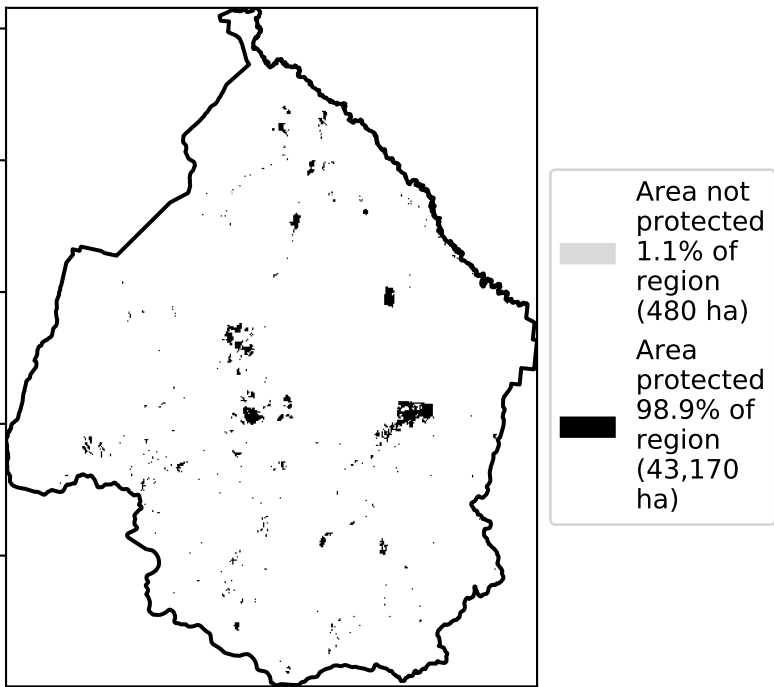 Area not
protected
1.1% of
region
(480 ha)
Area
protected
98.9% of
region
(43,170
ha)